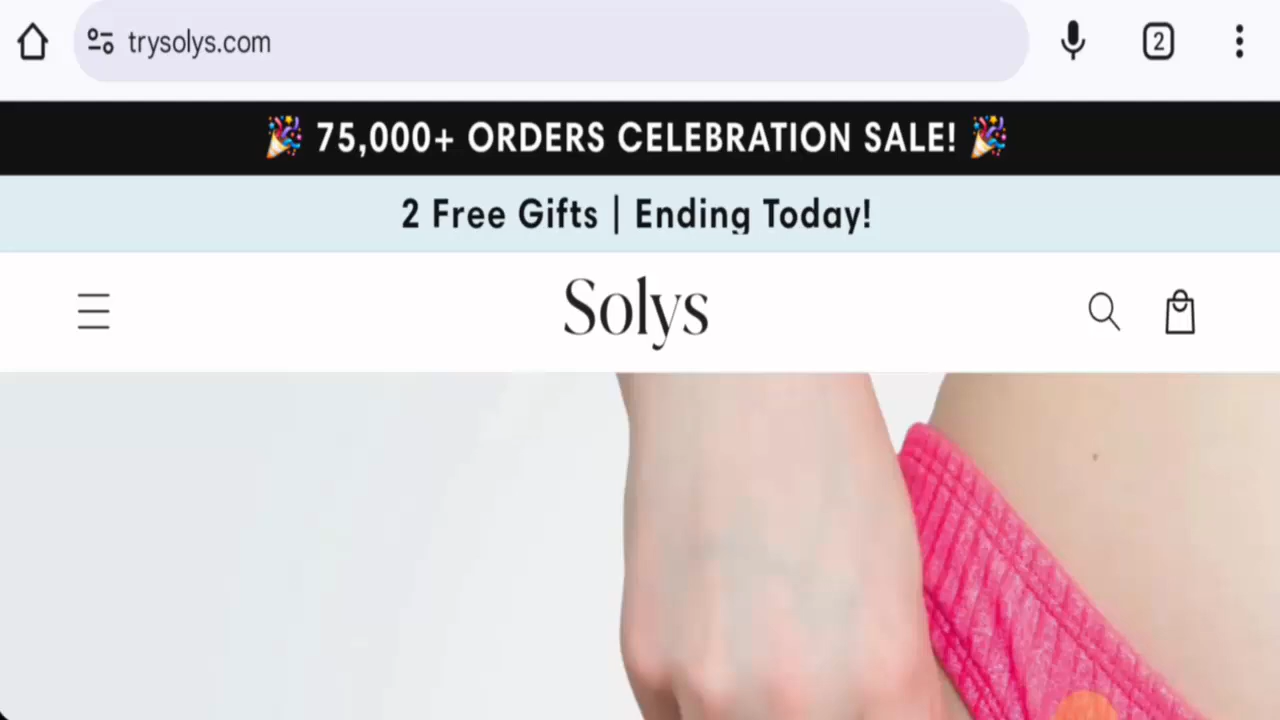 trysolys.com
2
🎉 75,000+ ORDERS CELEBRATION SALE! 🎉
2 Free Gifts | Ending Today!
Solys